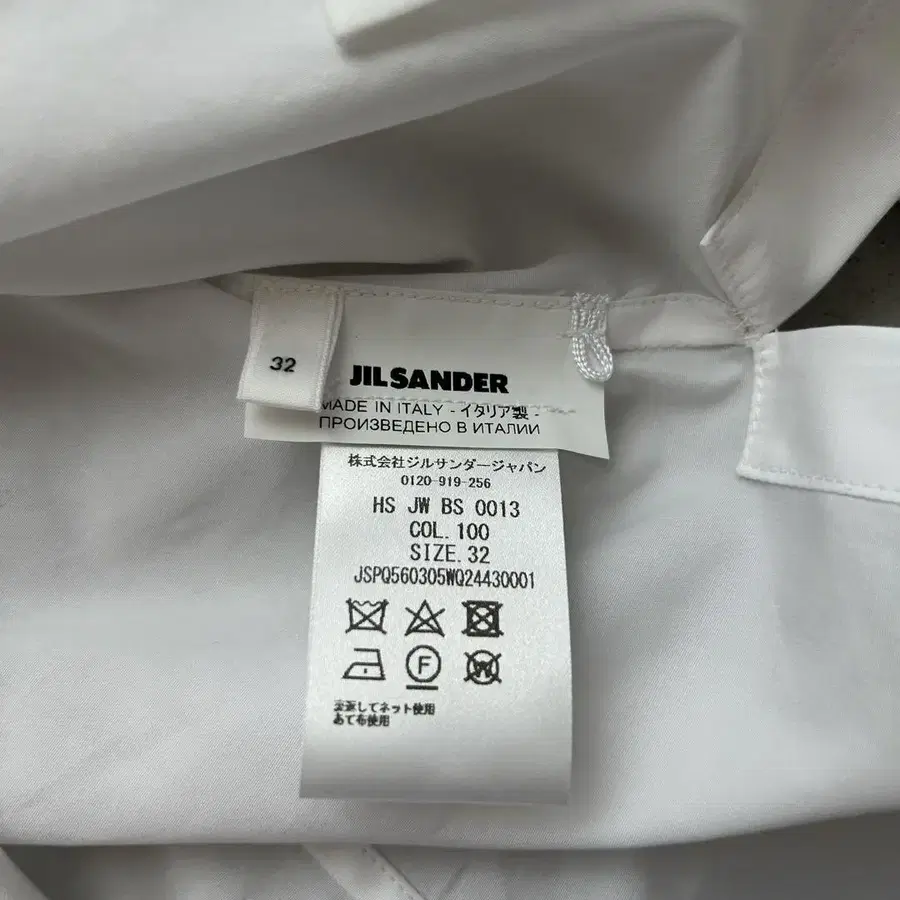 32
JIL SANDER
MADE IN ITALY - イタリア製 -
ПРОИЗВЕДЕНО В ИТАЛИИ
株式会社ジルサンダージャパン
0120-919-256
HS JW BS 0013
COL. 100
SIZE. 32
JSPQ560305WQ24430001
F
W
裏返してネット使用
あて布使用